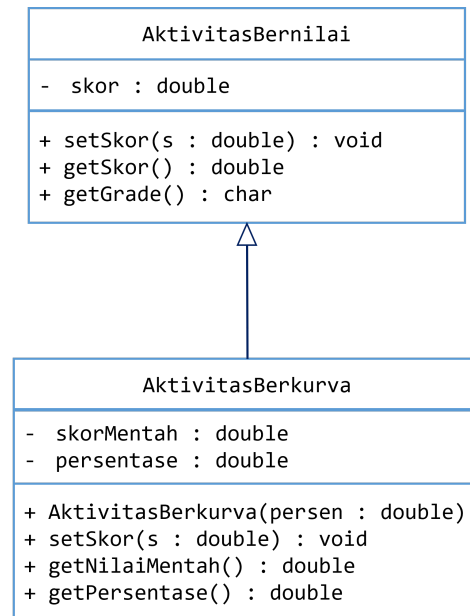 AktivitasBernilai
- skor : double
+ setSkor(s : double) : void
+ getSkor() : double
+ getGrade() : char
AktivitasBerkurva
- skorMentah : double
- persentase : double
+ AktivitasBerkurva(persen : double)
+ setSkor(s : double) : void
+ getNilaiMentah() : double
+ getPersentase() : double